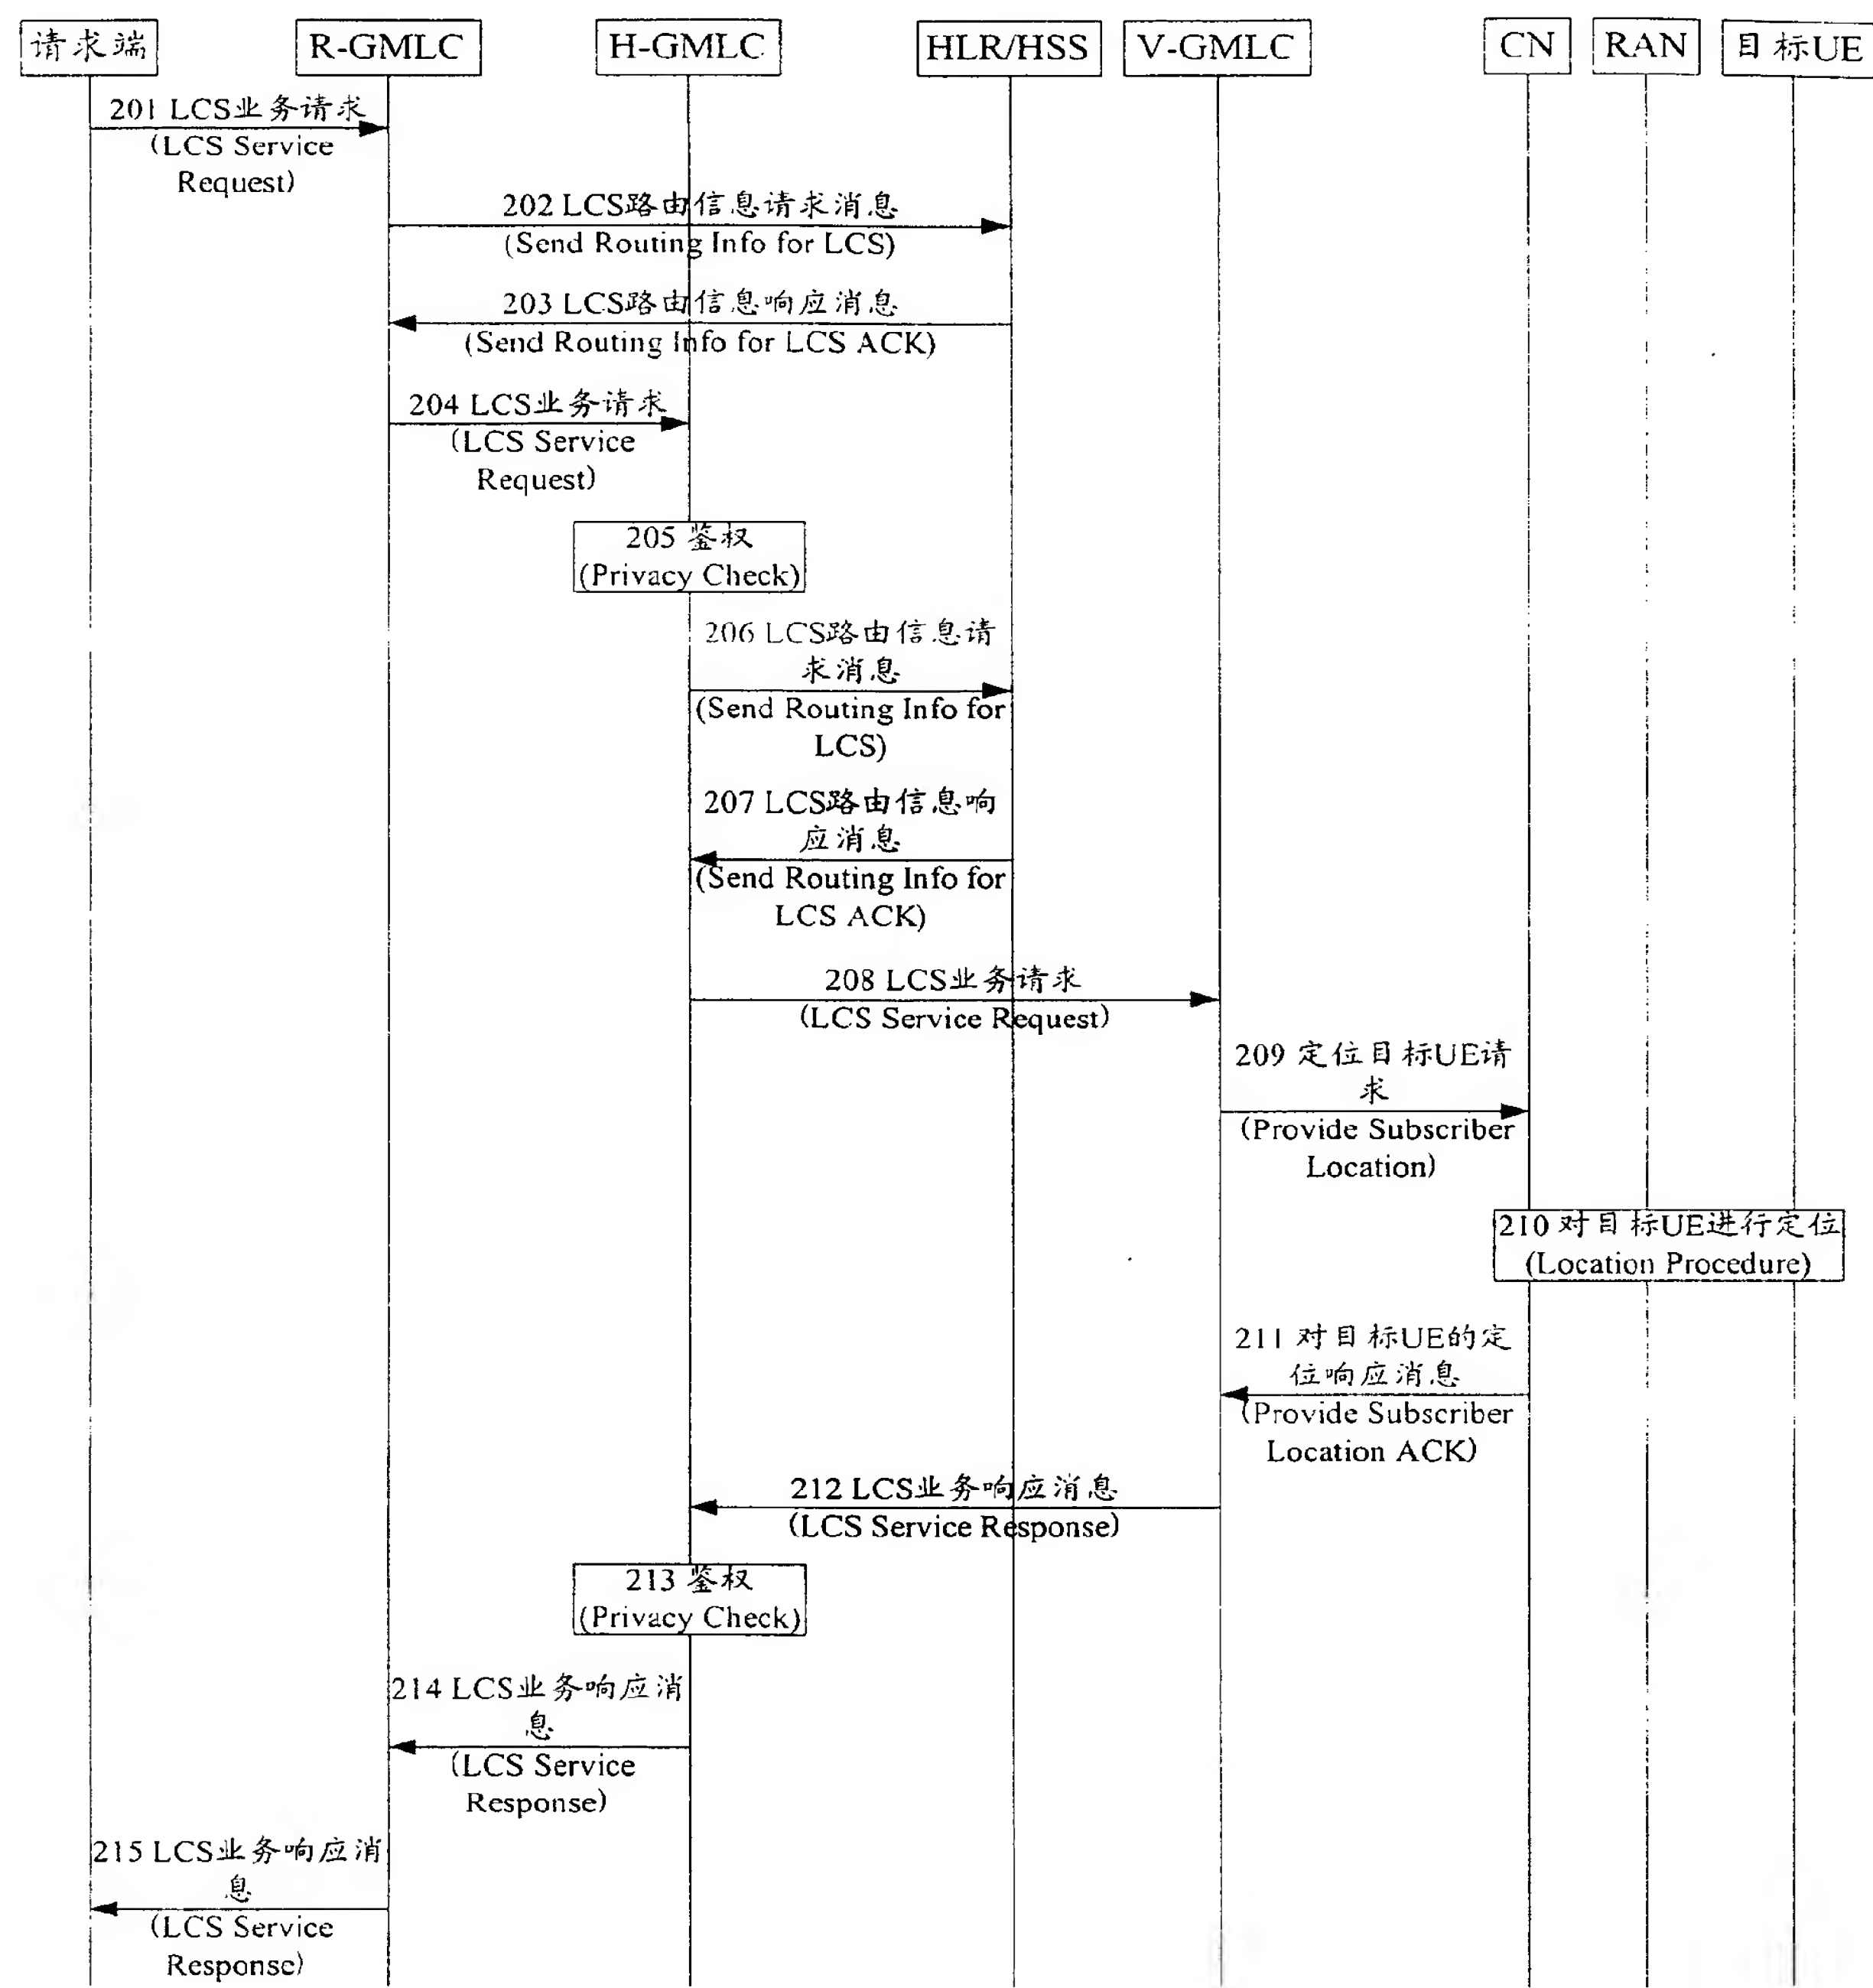 请求端
R-GMLC
H-GMLC
HLR/HSS
V-GMLC
CN
RAN
目标UE
201 LCS业务请求
(LCS Service
Request)
202 LCS路由信息请求消息
(Send Routing Info for LCS)
203 LCS路由信息响应消息
(Send Routing Info for LCS ACK)
204 LCS业务请求
(LCS Service
Request)
205 鉴权
(Privacy Check)
206 LCS路由信息请
求消息
(Send Routing Info for
LCS)
207 LCS路由信息响
应消息
(Send Routing Info for
LCS ACK)
208 LCS业务请求
(LCS Service Request)
209 定位目标UE请
求
(Provide Subscriber
Location)
210 对目标UE进行定位
(Location Procedure)
211 对目标UE的定
位响应消息
(Provide Subscriber
Location ACK)
212 LCS业务响应消息
(LCS Service Response)
213 鉴权
(Privacy Check)
214 LCS业务响应消
息
(LCS Service
Response)
215 LCS业务响应消
息
(LCS Service
Response)